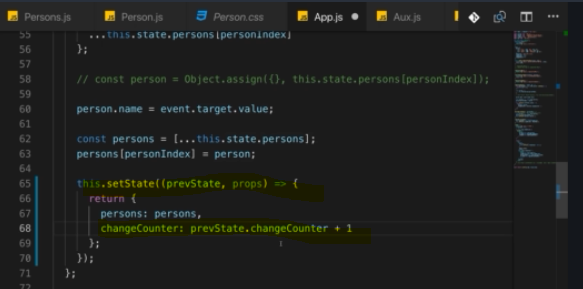 Persons.js Person.js Person.css App.js Aux.js
55 ...this.state.persons[personIndex]
56 };
57
58 // const person = Object.assign({}, this.state.persons[personIndex]);
59
60 person.name = event.target.value;
61
62 const persons = [...this.state.persons];
63 persons[personIndex] = person;
64
65 this.setState((prevState, props) => {
66 return {
67 persons: persons,
68 changeCounter: prevState.changeCounter + 1
69 };
70 });
71 };
72